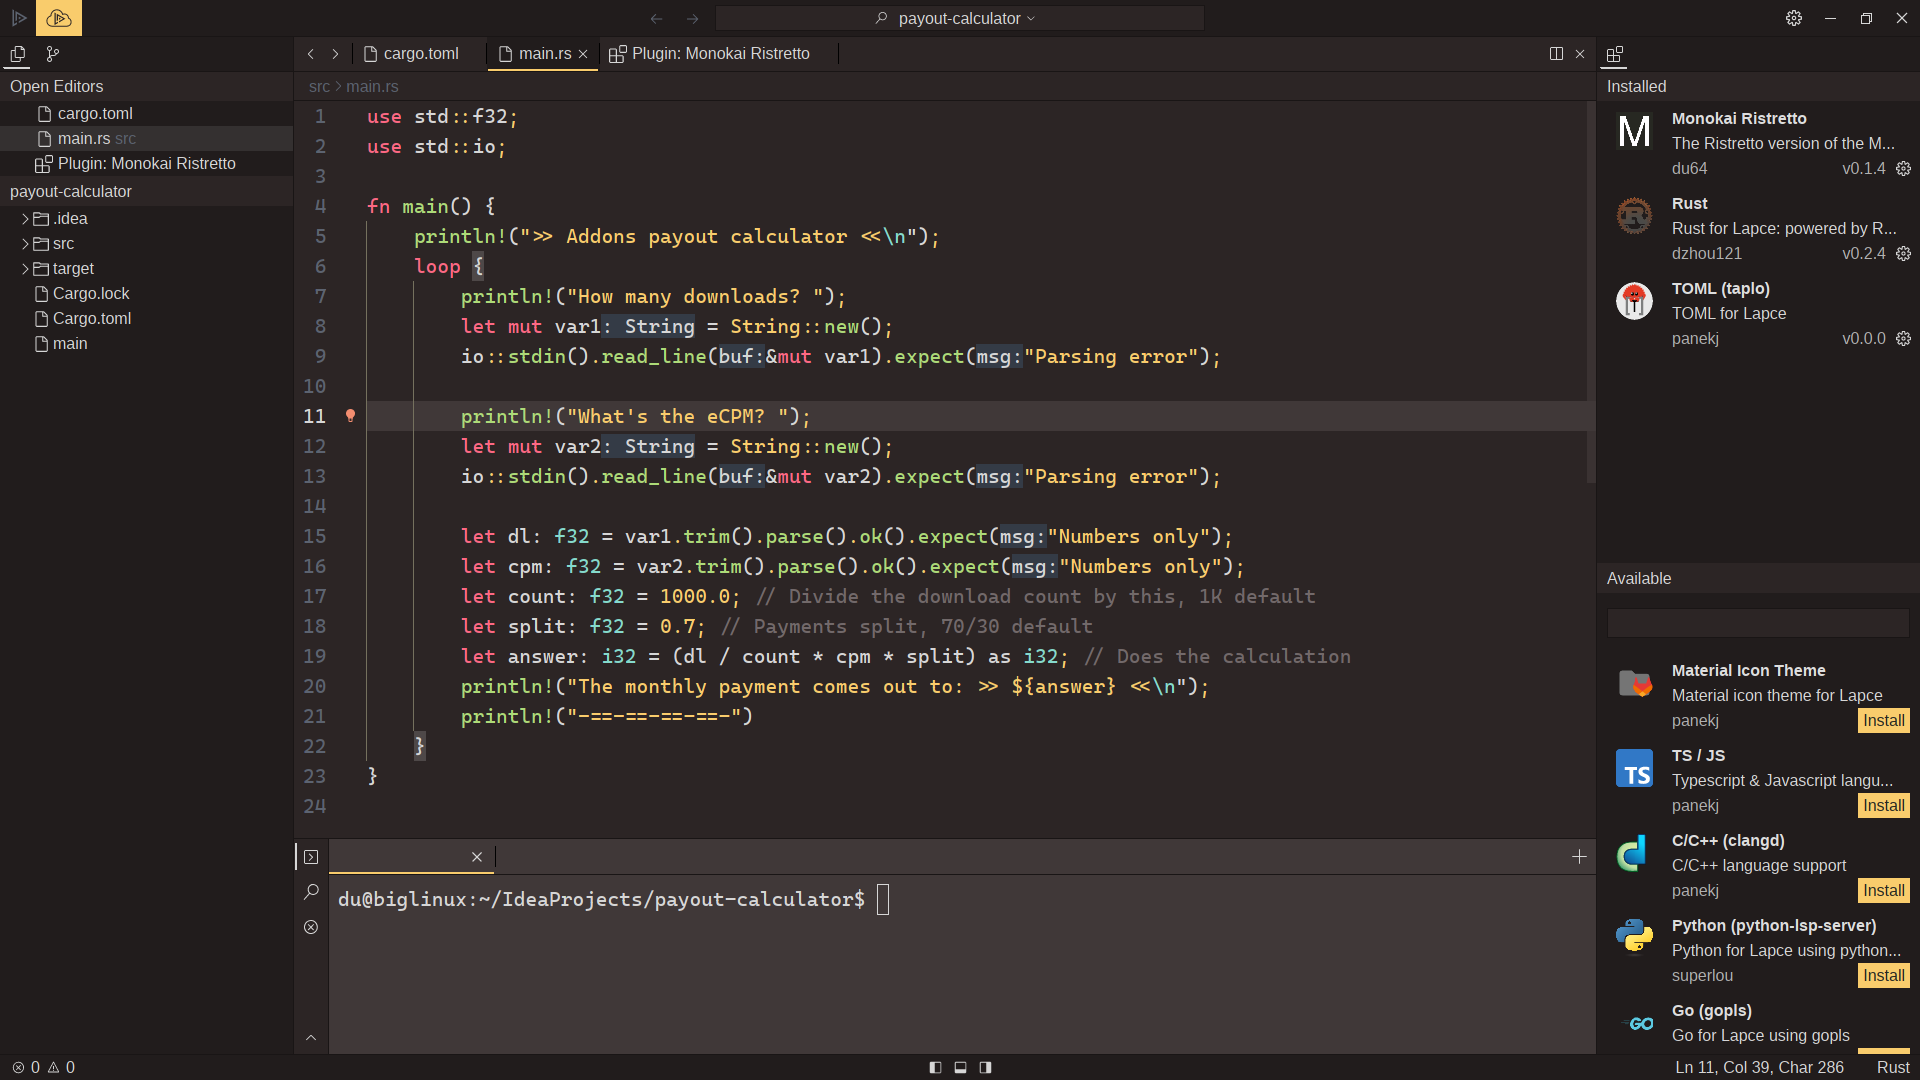 payout-calculator
Open Editors
cargo.toml
main.rs src
Plugin: Monokai Ristretto
payout-calculator
.idea
src
target
Cargo.lock
Cargo.toml
main
cargo.toml
main.rs
Plugin: Monokai Ristretto
src > main.rs
1 use std::f32;
2 use std::io;
3
4 fn main() {
5 println!(">> Addons payout calculator <<\n");
6 loop {
7 println!("How many downloads? ");
8 let mut var1: String = String::new();
9 io::stdin().read_line(buf:&mut var1).expect(msg:"Parsing error");
10
11 println!("What's the eCPM? ");
12 let mut var2: String = String::new();
13 io::stdin().read_line(buf:&mut var2).expect(msg:"Parsing error");
14
15 let dl: f32 = var1.trim().parse().ok().expect(msg:"Numbers only");
16 let cpm: f32 = var2.trim().parse().ok().expect(msg:"Numbers only");
17 let count: f32 = 1000.0; // Divide the download count by this, 1K default
18 let split: f32 = 0.7; // Payments split, 70/30 default
19 let answer: i32 = (dl / count * cpm * split) as i32; // Does the calculation
20 println!("The monthly payment comes out to: >> ${answer} <<\n");
21 println!("-==-==-==-==-")
22 }
23 }
24
du@biglinux:~/IdeaProjects/payout-calculator$
Installed
M
Monokai Ristretto
The Ristretto version of the M...
du64 v0.1.4
R
Rust
Rust for Lapce: powered by R...
dzhou121 v0.2.4
TOML (taplo)
TOML for Lapce
panekj v0.0.0
Available
Material Icon Theme
Material icon theme for Lapce
panekj Install
TS
TS / JS
Typescript & Javascript langu...
panekj Install
C/C++ (clangd)
C/C++ language support
panekj Install
Python (python-lsp-server)
Python for Lapce using python...
superlou Install
GO
Go (gopls)
Go for Lapce using gopls
0 0
Ln 11, Col 39, Char 286 Rust